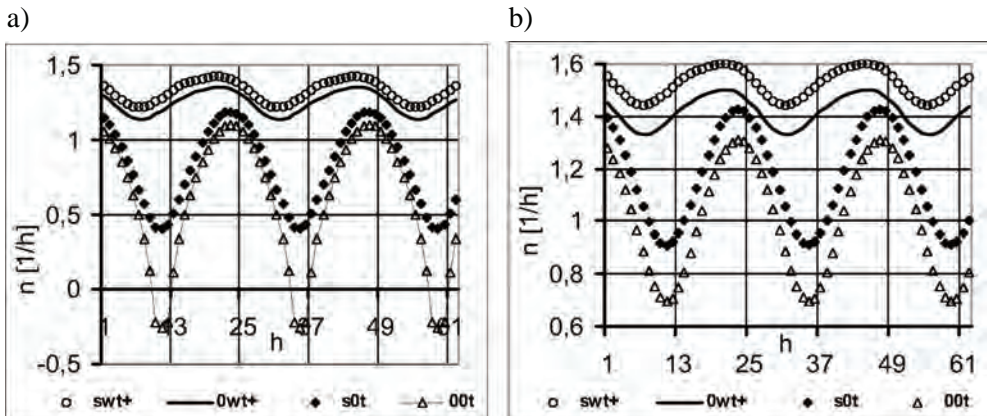 a)
1,5
1
0,5
0
-0,5
n [1/h]
1 13 25 37 49 61
h
swt+ 0wt+ s0t 00t
b)
1,6
1,4
1,2
1
0,8
0,6
n [1/h]
1 13 25 37 49 61
h
swt+ 0wt+ s0t 00t